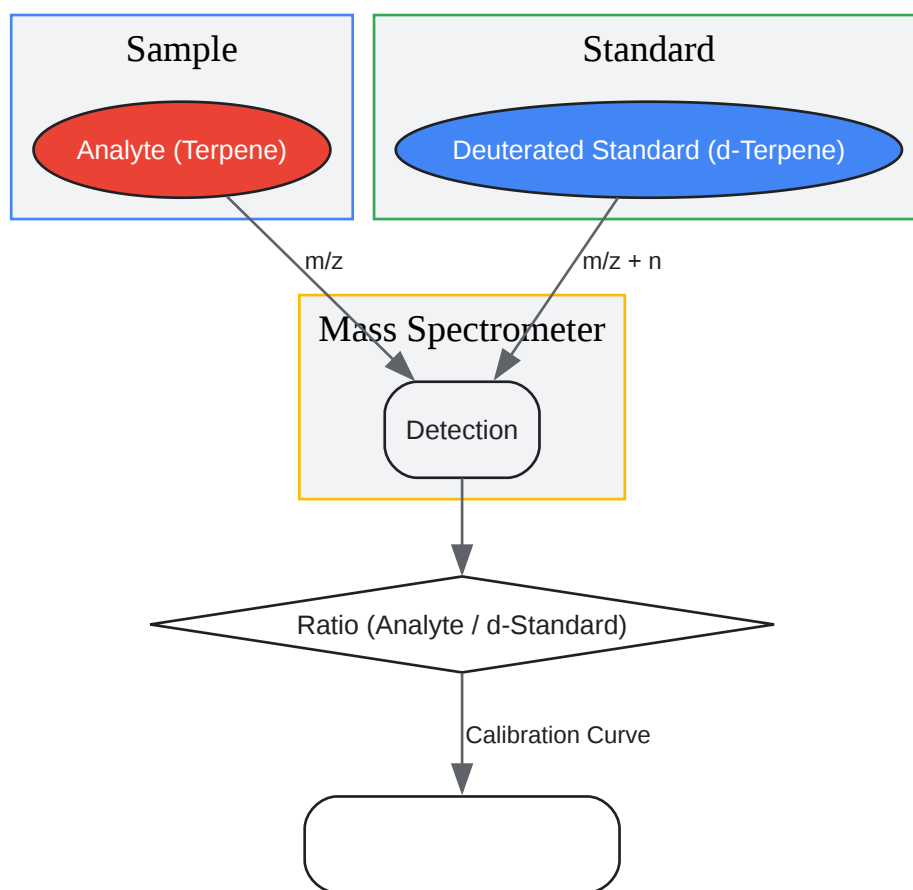 Sample
Standard
Analyte (Terpene)
Deuterated Standard (d-Terpene)
m/z
m/z + n
Mass Spectrometer
Detection
Ratio (Analyte / d-Standard)
Calibration Curve